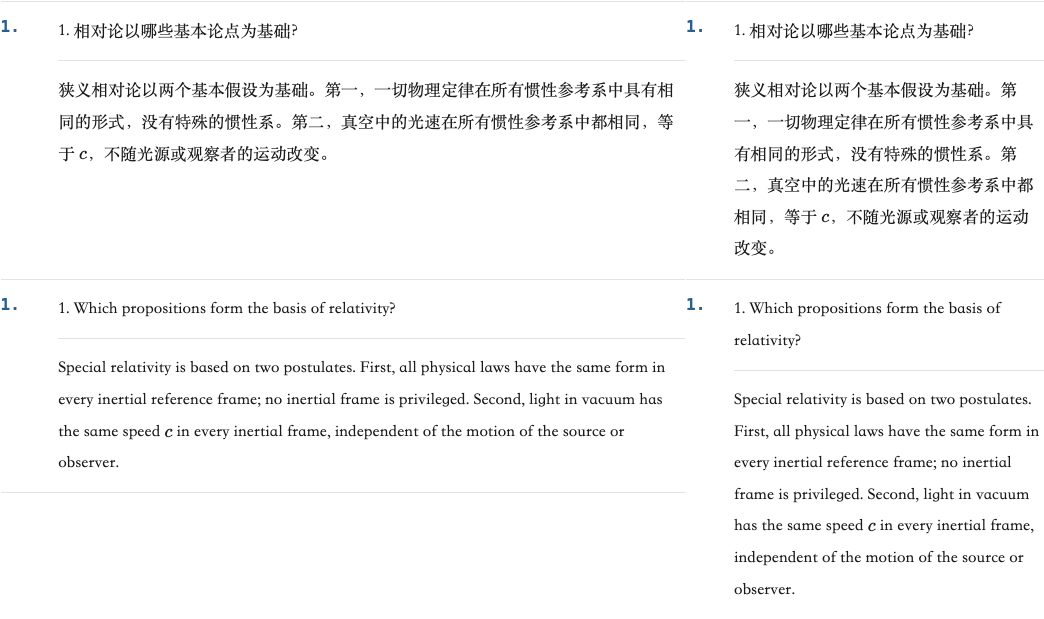 1.
1. 相对论以哪些基本论点为基础?
狭义相对论以两个基本假设为基础。第一，一切物理定律在所有惯性参考系中具有相
同的形式，没有特殊的惯性系。第二，真空中的光速在所有惯性参考系中都相同，等
于 c，不随光源或观察者的运动改变。
1.
1. 相对论以哪些基本论点为基础?
狭义相对论以两个基本假设为基础。第
一，一切物理定律在所有惯性参考系中具
有相同的形式，没有特殊的惯性系。第
二，真空中的光速在所有惯性参考系中都
相同，等于 c，不随光源或观察者的运动
改变。
1.
1. Which propositions form the basis of relativity?
Special relativity is based on two postulates. First, all physical laws have the same form in
every inertial reference frame; no inertial frame is privileged. Second, light in vacuum has
the same speed c in every inertial frame, independent of the motion of the source or
observer.
1.
1. Which propositions form the basis of
relativity?
Special relativity is based on two postulates.
First, all physical laws have the same form in
every inertial reference frame; no inertial
frame is privileged. Second, light in vacuum
has the same speed c in every inertial frame,
independent of the motion of the source or
observer.